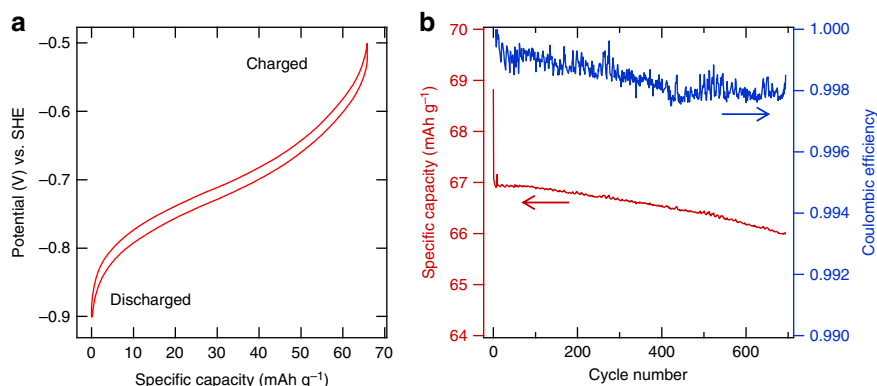 a
−0.5
−0.6
−0.7
−0.8
−0.9
Potential (V) vs. SHE
Charged
Discharged
0 10 20 30 40 50 60 70
Specific capacity (mAh g⁻¹)
b
70
69
68
67
66
65
64
Specific capacity (mAh g⁻¹)
0 200 400 600
Cycle number
1.000
0.998
0.996
0.994
0.992
0.990
Coulombic efficiency